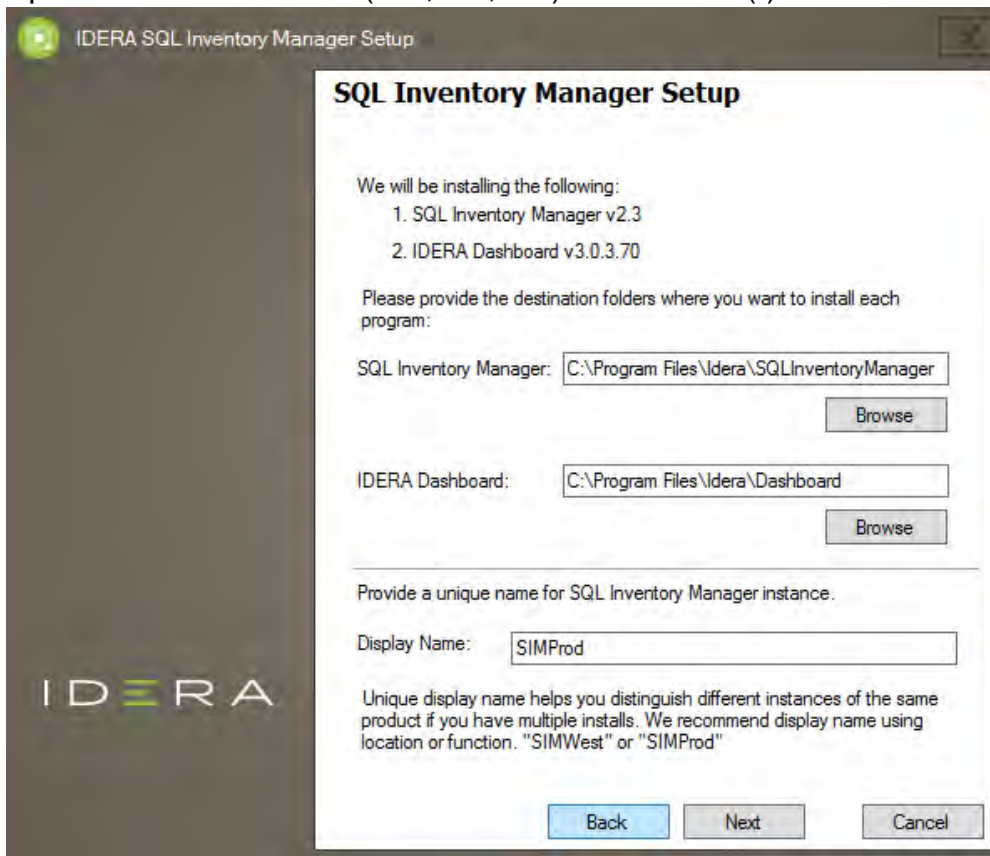 IDERA SQL Inventory Manager Setup
SQL Inventory Manager Setup
We will be installing the following:
1. SQL Inventory Manager v2.3
2. IDERA Dashboard v3.0.3.70
Please provide the destination folders where you want to install each
program:
SQL Inventory Manager: C:\Program Files\Idera\SQLInventoryManager
Browse
IDERA Dashboard: C:\Program Files\Idera\Dashboard
Browse
Provide a unique name for SQL Inventory Manager instance.
Display Name: SIMProd
IDERA
Unique display name helps you distinguish different instances of the same
product if you have multiple installs. We recommend display name using
location or function. "SIMWest" or "SIMProd"
Back Next Cancel